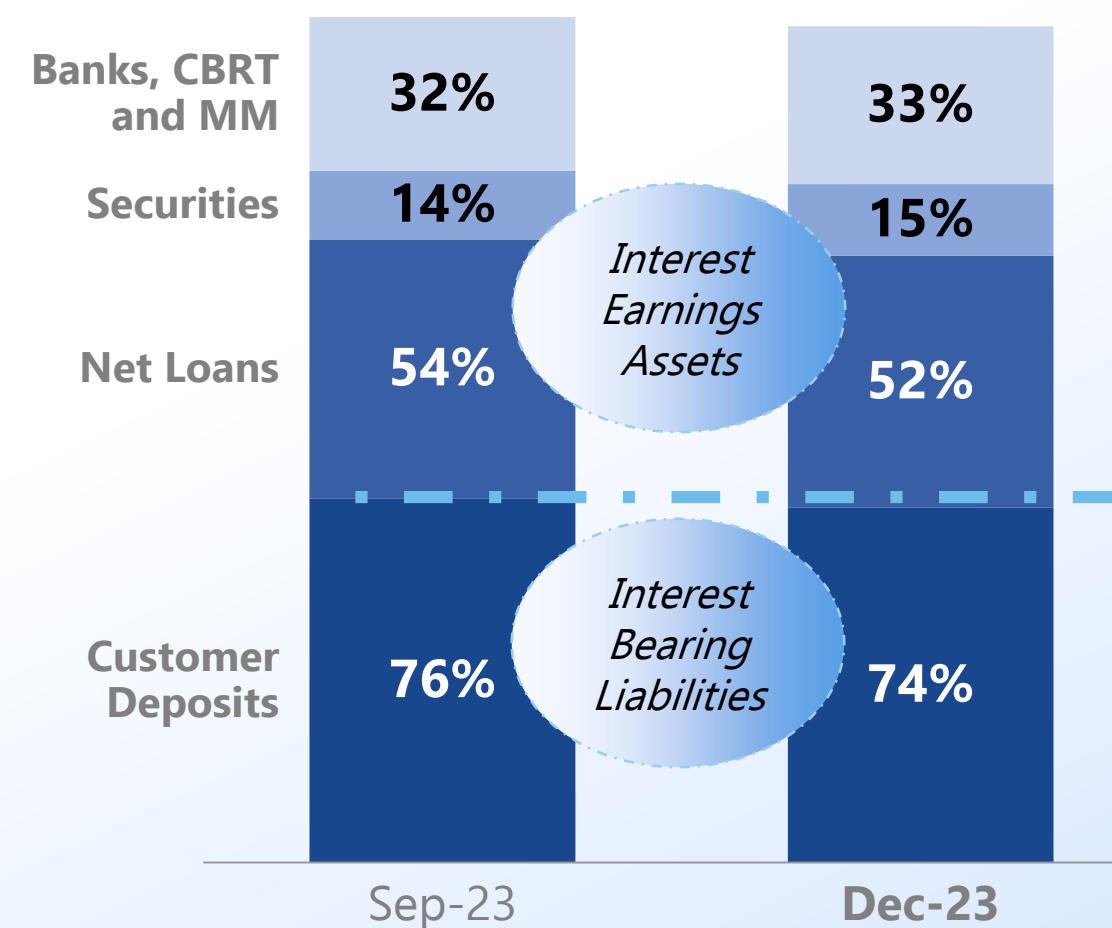 Banks, CBRT
and MM
32%
33%
Securities
14%
15%
Interest
Earnings
Assets
Net Loans
54%
52%
Interest
Bearing
Liabilities
Customer
Deposits
76%
74%
Sep-23
Dec-23